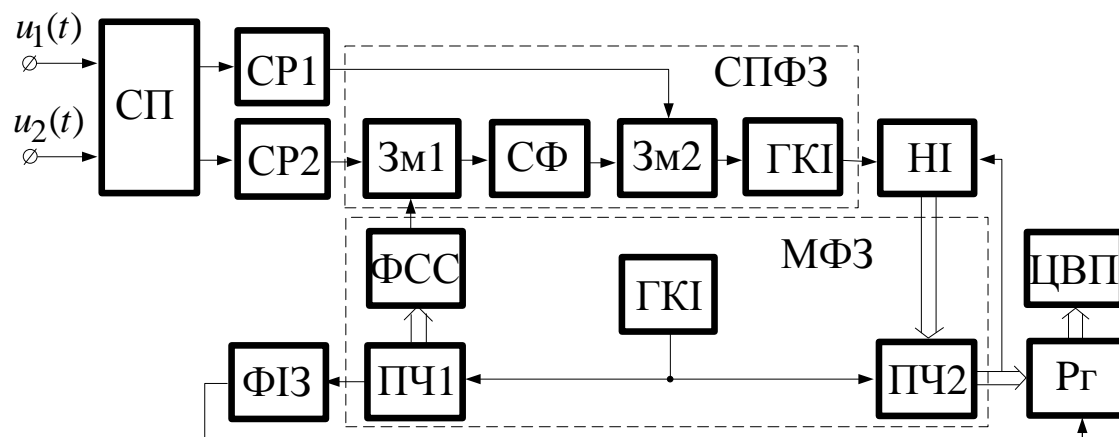 u1(t)
СП
СР1
СПФЗ
u2(t)
СР2
Зм1
СФ
Зм2
ГКІ
НІ
МФЗ
ФСС
ГКІ
ЦВП
ФІЗ
ПЧ1
ПЧ2
Рг